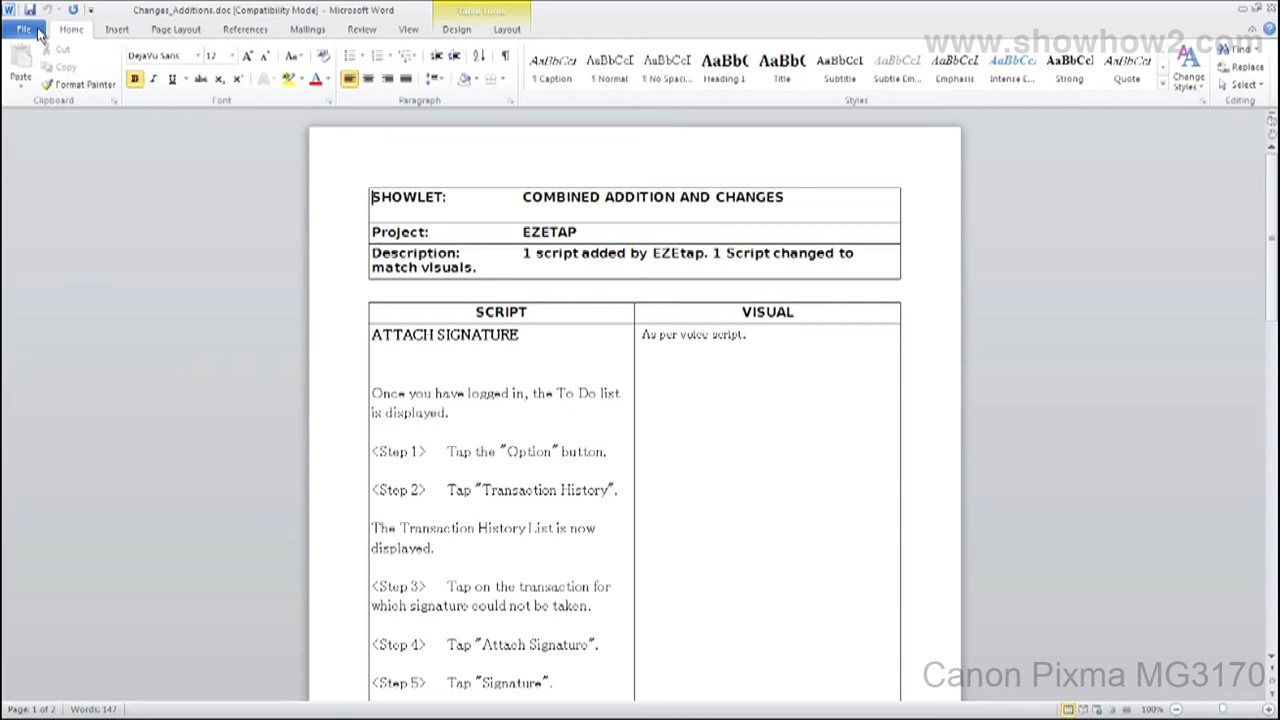 Changes_Additions.doc [Compatibility Mode] - Microsoft Word
Table Tools
File Home Insert Page Layout References Mailings Review View Design Layout
www.showhow2.com
Paste
Cut
Copy
Format Painter
Clipboard
DejaVu Sans 12
Font
Paragraph
AaBbCcI AaBbCcI AaBbCcI AaBbC AaBbC AaBbCc AaBbCcI AaBbCcI AaBbCcI AaBbCc AaBbCcI
¶ Caption ¶ Normal ¶ No Spaci... Heading 1 Title Subtitle Subtle Em... Emphasis Intense E... Strong Quote
Styles
Change
Styles
Find
Replace
Select
Editing
SHOWLET: COMBINED ADDITION AND CHANGES
Project: EZETAP
Description: 1 script added by EZEtap. 1 Script changed to
match visuals.
SCRIPT VISUAL
ATTACH SIGNATURE As per voice script.
Once you have logged in, the To Do list
is displayed.
<Step 1> Tap the "Option" button.
<Step 2> Tap "Transaction History".
The Transaction History List is now
displayed.
<Step 3> Tap on the transaction for
which signature could not be taken.
<Step 4> Tap "Attach Signature".
<Step 5> Tap "Signature".
Canon Pixma MG3170
Page: 1 of 2 Words: 147 100%